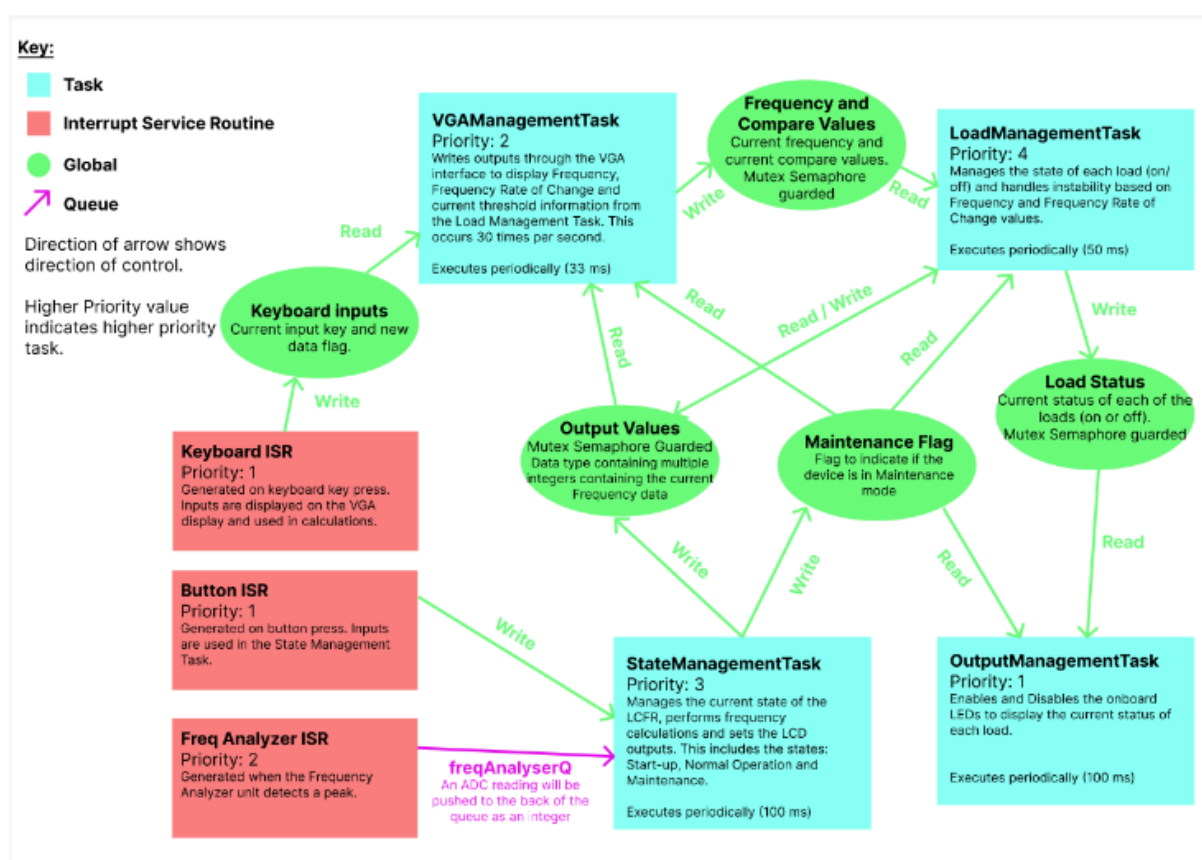 Key:
Task
Interrupt Service Routine
Global
Queue
Direction of arrow shows
direction of control.
Higher Priority value
indicates higher priority
task.
VGAManagementTask
Priority: 2
Writes outputs through the VGA
interface to display Frequency,
Frequency Rate of Change and
current threshold information from
the Load Management Task. This
occurs 30 times per second.
Executes periodically (33 ms)
Frequency and
Compare Values
Current frequency and
current compare values.
Mutex Semaphore
guarded
LoadManagementTask
Priority: 4
Manages the state of each load (on/
off) and handles instability based on
Frequency and Frequency Rate of
Change values.
Executes periodically (50 ms)
Write
Read
Read
Keyboard inputs
Current input key and new
data flag.
Write
Read
Read
Read / Write
Read
Write
Output Values
Mutex Semaphore Guarded
Data type containing multiple
integers containing the current
Frequency data
Maintenance Flag
Flag to indicate if the
device is in Maintenance
mode
Load Status
Current status of each of the
loads (on or off).
Mutex Semaphore guarded
Keyboard ISR
Priority: 1
Generated on keyboard key press.
Inputs are displayed on the VGA
display and used in calculations.
Button ISR
Priority: 1
Generated on button press. Inputs
are used in the State Management
Task.
Write
Write
Write
Read
Read
Freq Analyzer ISR
Priority: 2
Generated when the Frequency
Analyzer unit detects a peak.
freqAnalyserQ
An ADC reading will be
pushed to the back of the
queue as an integer
StateManagementTask
Priority: 3
Manages the current state of the
LCFR, performs frequency
calculations and sets the LCD
outputs. This includes the states:
Start-up, Normal Operation and
Maintenance.
Executes periodically (100 ms)
OutputManagementTask
Priority: 1
Enables and Disables the onboard
LEDs to display the current status of
each load.
Executes periodically (100 ms)